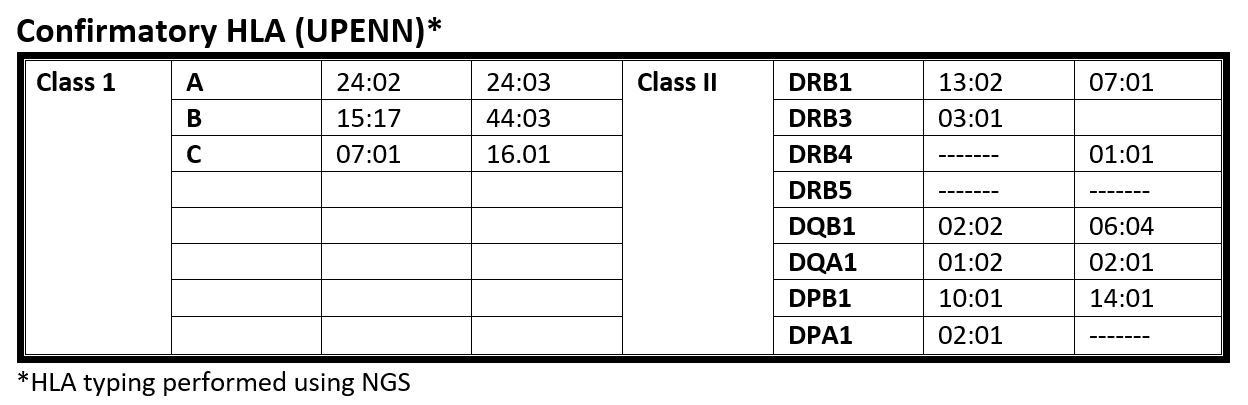 Confirmatory HLA (UPENN)*
Class 1 A 24:02 24:03 Class II DRB1 13:02 07:01
B 15:17 44:03 DRB3 03:01
C 07:01 16.01 DRB4 ------- 01:01
DRB5 ------- -------
DQB1 02:02 06:04
DQA1 01:02 02:01
DPB1 10:01 14:01
DPA1 02:01 -------
*HLA typing performed using NGS